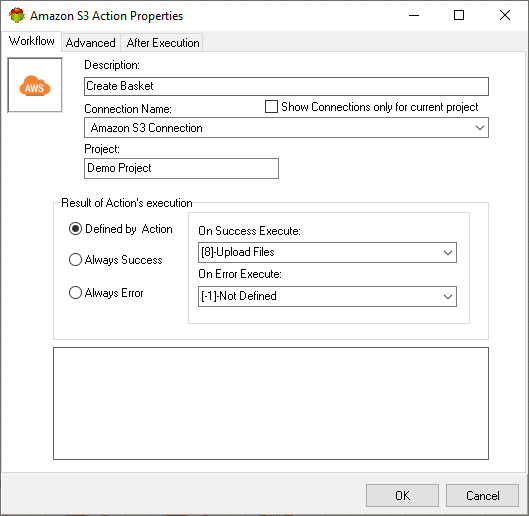 Amazon S3 Action Properties
Workflow Advanced After Execution
AWS
Description:
Create Basket
Connection Name: Show Connections only for current project
Amazon S3 Connection
Project:
Demo Project
Result of Action's execution
Defined by Action
Always Success
Always Error
On Success Execute:
[8]-Upload Files
On Error Execute:
[-1]-Not Defined
OK Cancel